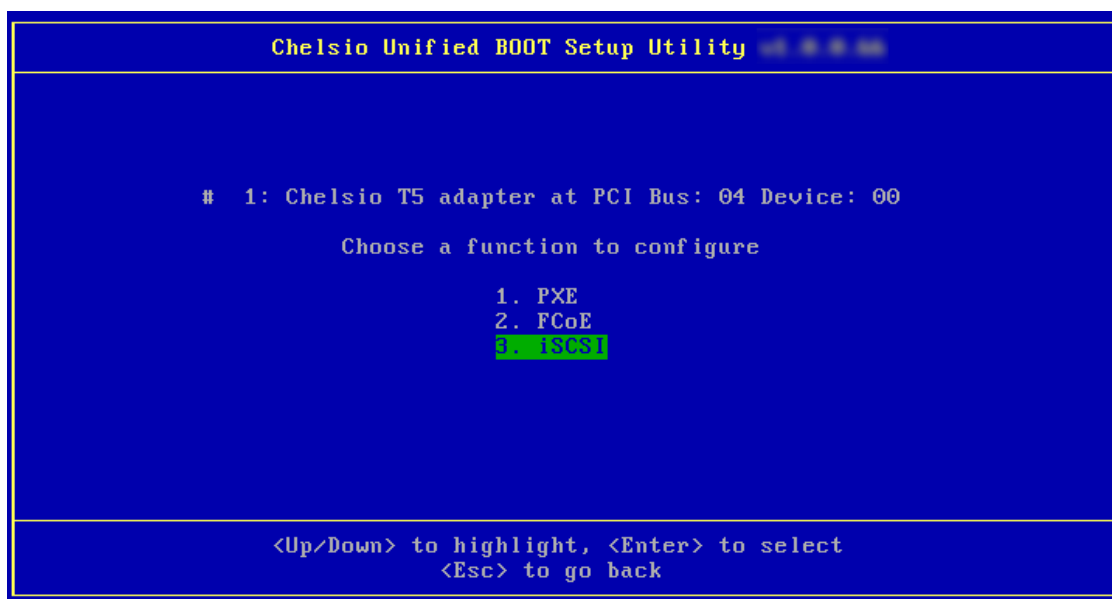 Chelsio Unified BOOT Setup Utility
# 1: Chelsio T5 adapter at PCI Bus: 04 Device: 00
Choose a function to configure
1. PXE
2. FCoE
3. iSCSI
<Up/Down> to highlight, <Enter> to select
<Esc> to go back